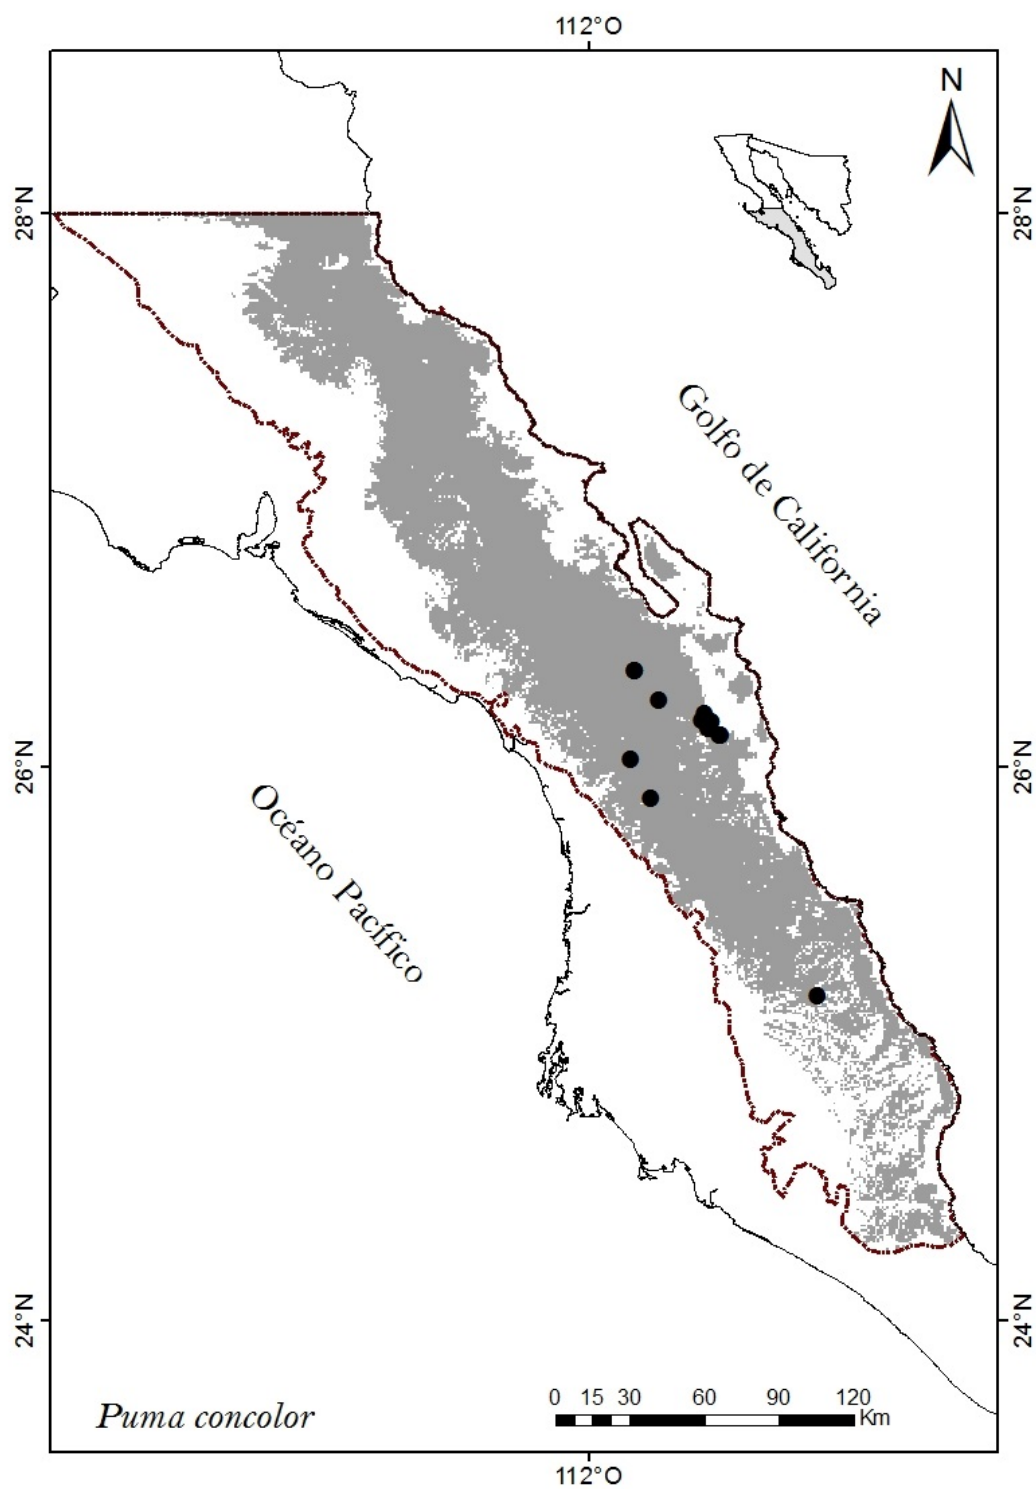 112°O
N
28°N
28°N
Golfo de California
26°N
26°N
Océano Pacífico
24°N
24°N
Puma concolor
0 15 30 60 90 120
Km
112°O